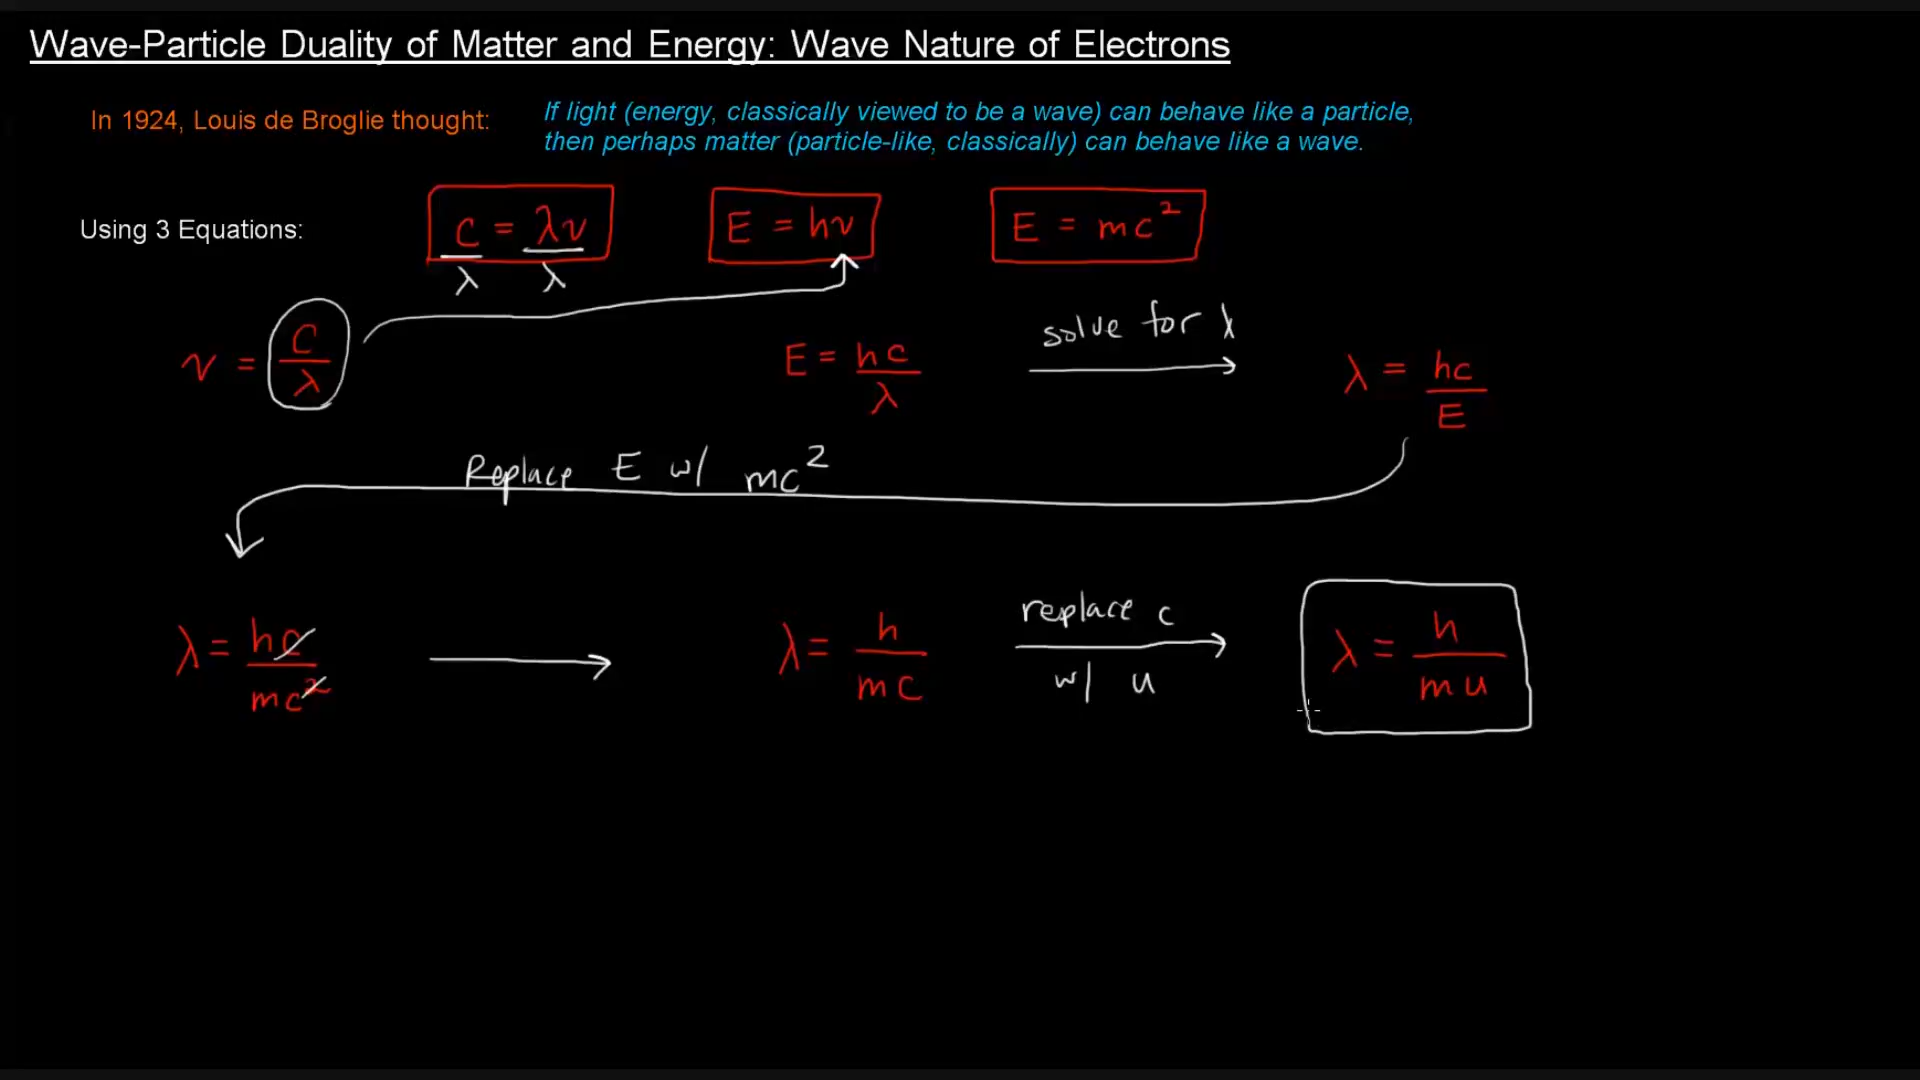 Wave-Particle Duality of Matter and Energy: Wave Nature of Electrons
In 1924, Louis de Broglie thought:
If light (energy, classically viewed to be a wave) can behave like a particle,
then perhaps matter (particle-like, classically) can behave like a wave.
Using 3 Equations:
C = λν
λ λ
E = hν
E = mc²
ν = C/λ
E = hc/λ
solve for λ
λ = hc/E
Replace E w/ mc²
λ = hc/mc²
λ = h/mc
replace c
w/ u
λ = h/mu